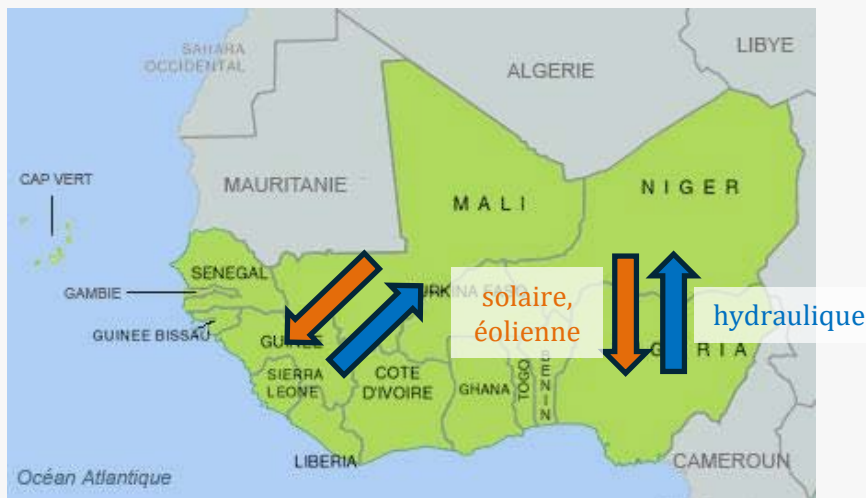 SAHARA
OCCIDENTAL
ALGERIE
LIBYE
CAP VERT
MAURITANIE
MALI
NIGER
SENEGAL
GAMBIE
solaire,
éolienne
hydraulique
GUINEE BISSAU
GUINEE
SIERRA
LEONE
COTE
D'IVOIRE
GHANA
TOGO
BENIN
LIBERIA
CAMEROUN
Océan Atlantique